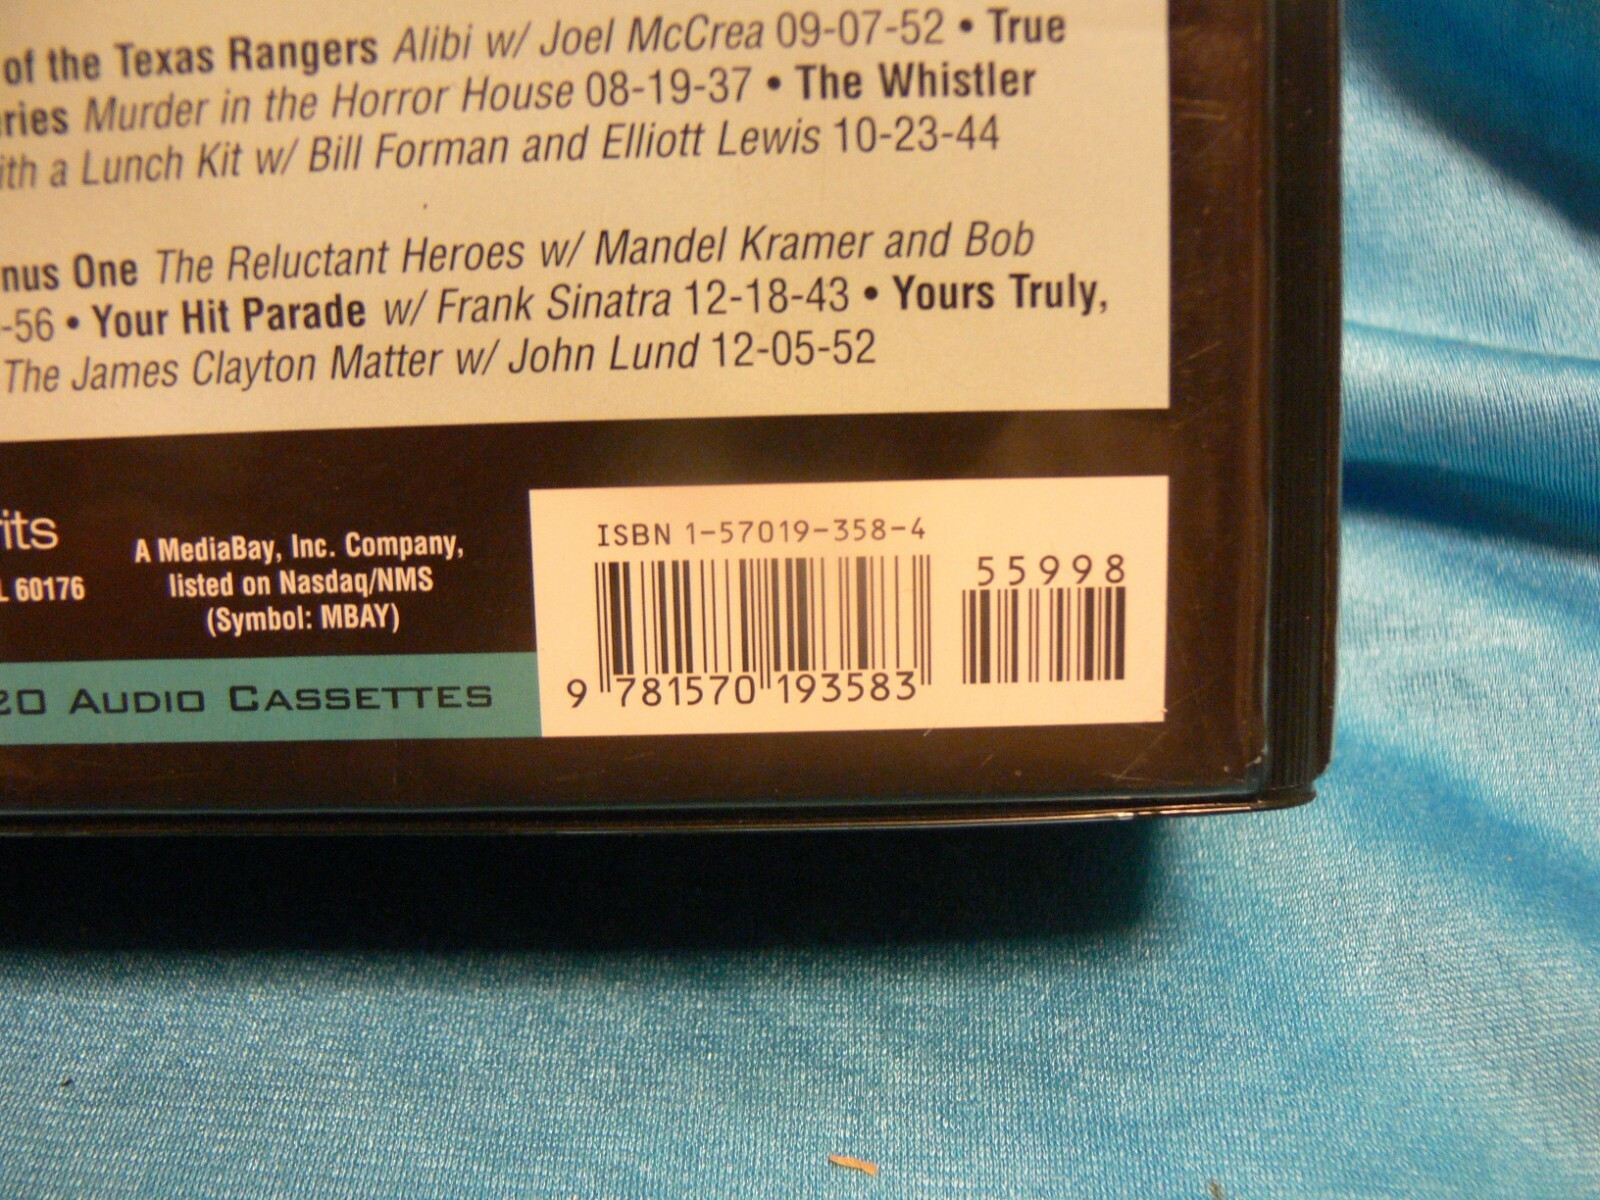 of the Texas Rangers Alibi w/ Joel McCrea 09-07-52 • True
Murder in the Horror House 08-19-37 • The Whistler
a Lunch Kit w/ Bill Forman and Elliott Lewis 10-23-44
One The Reluctant Heroes w/ Mandel Kramer and Bob
-56 • Your Hit Parade w/ Frank Sinatra 12-18-43 • Yours Truly,
The James Clayton Matter w/ John Lund 12-05-52
60176
A MediaBay, Inc. Company,
listed on Nasdaq/NMS
(Symbol: MBAY)
20 AUDIO CASSETTES
ISBN 1-57019-358-4
55998
9 781570 193583